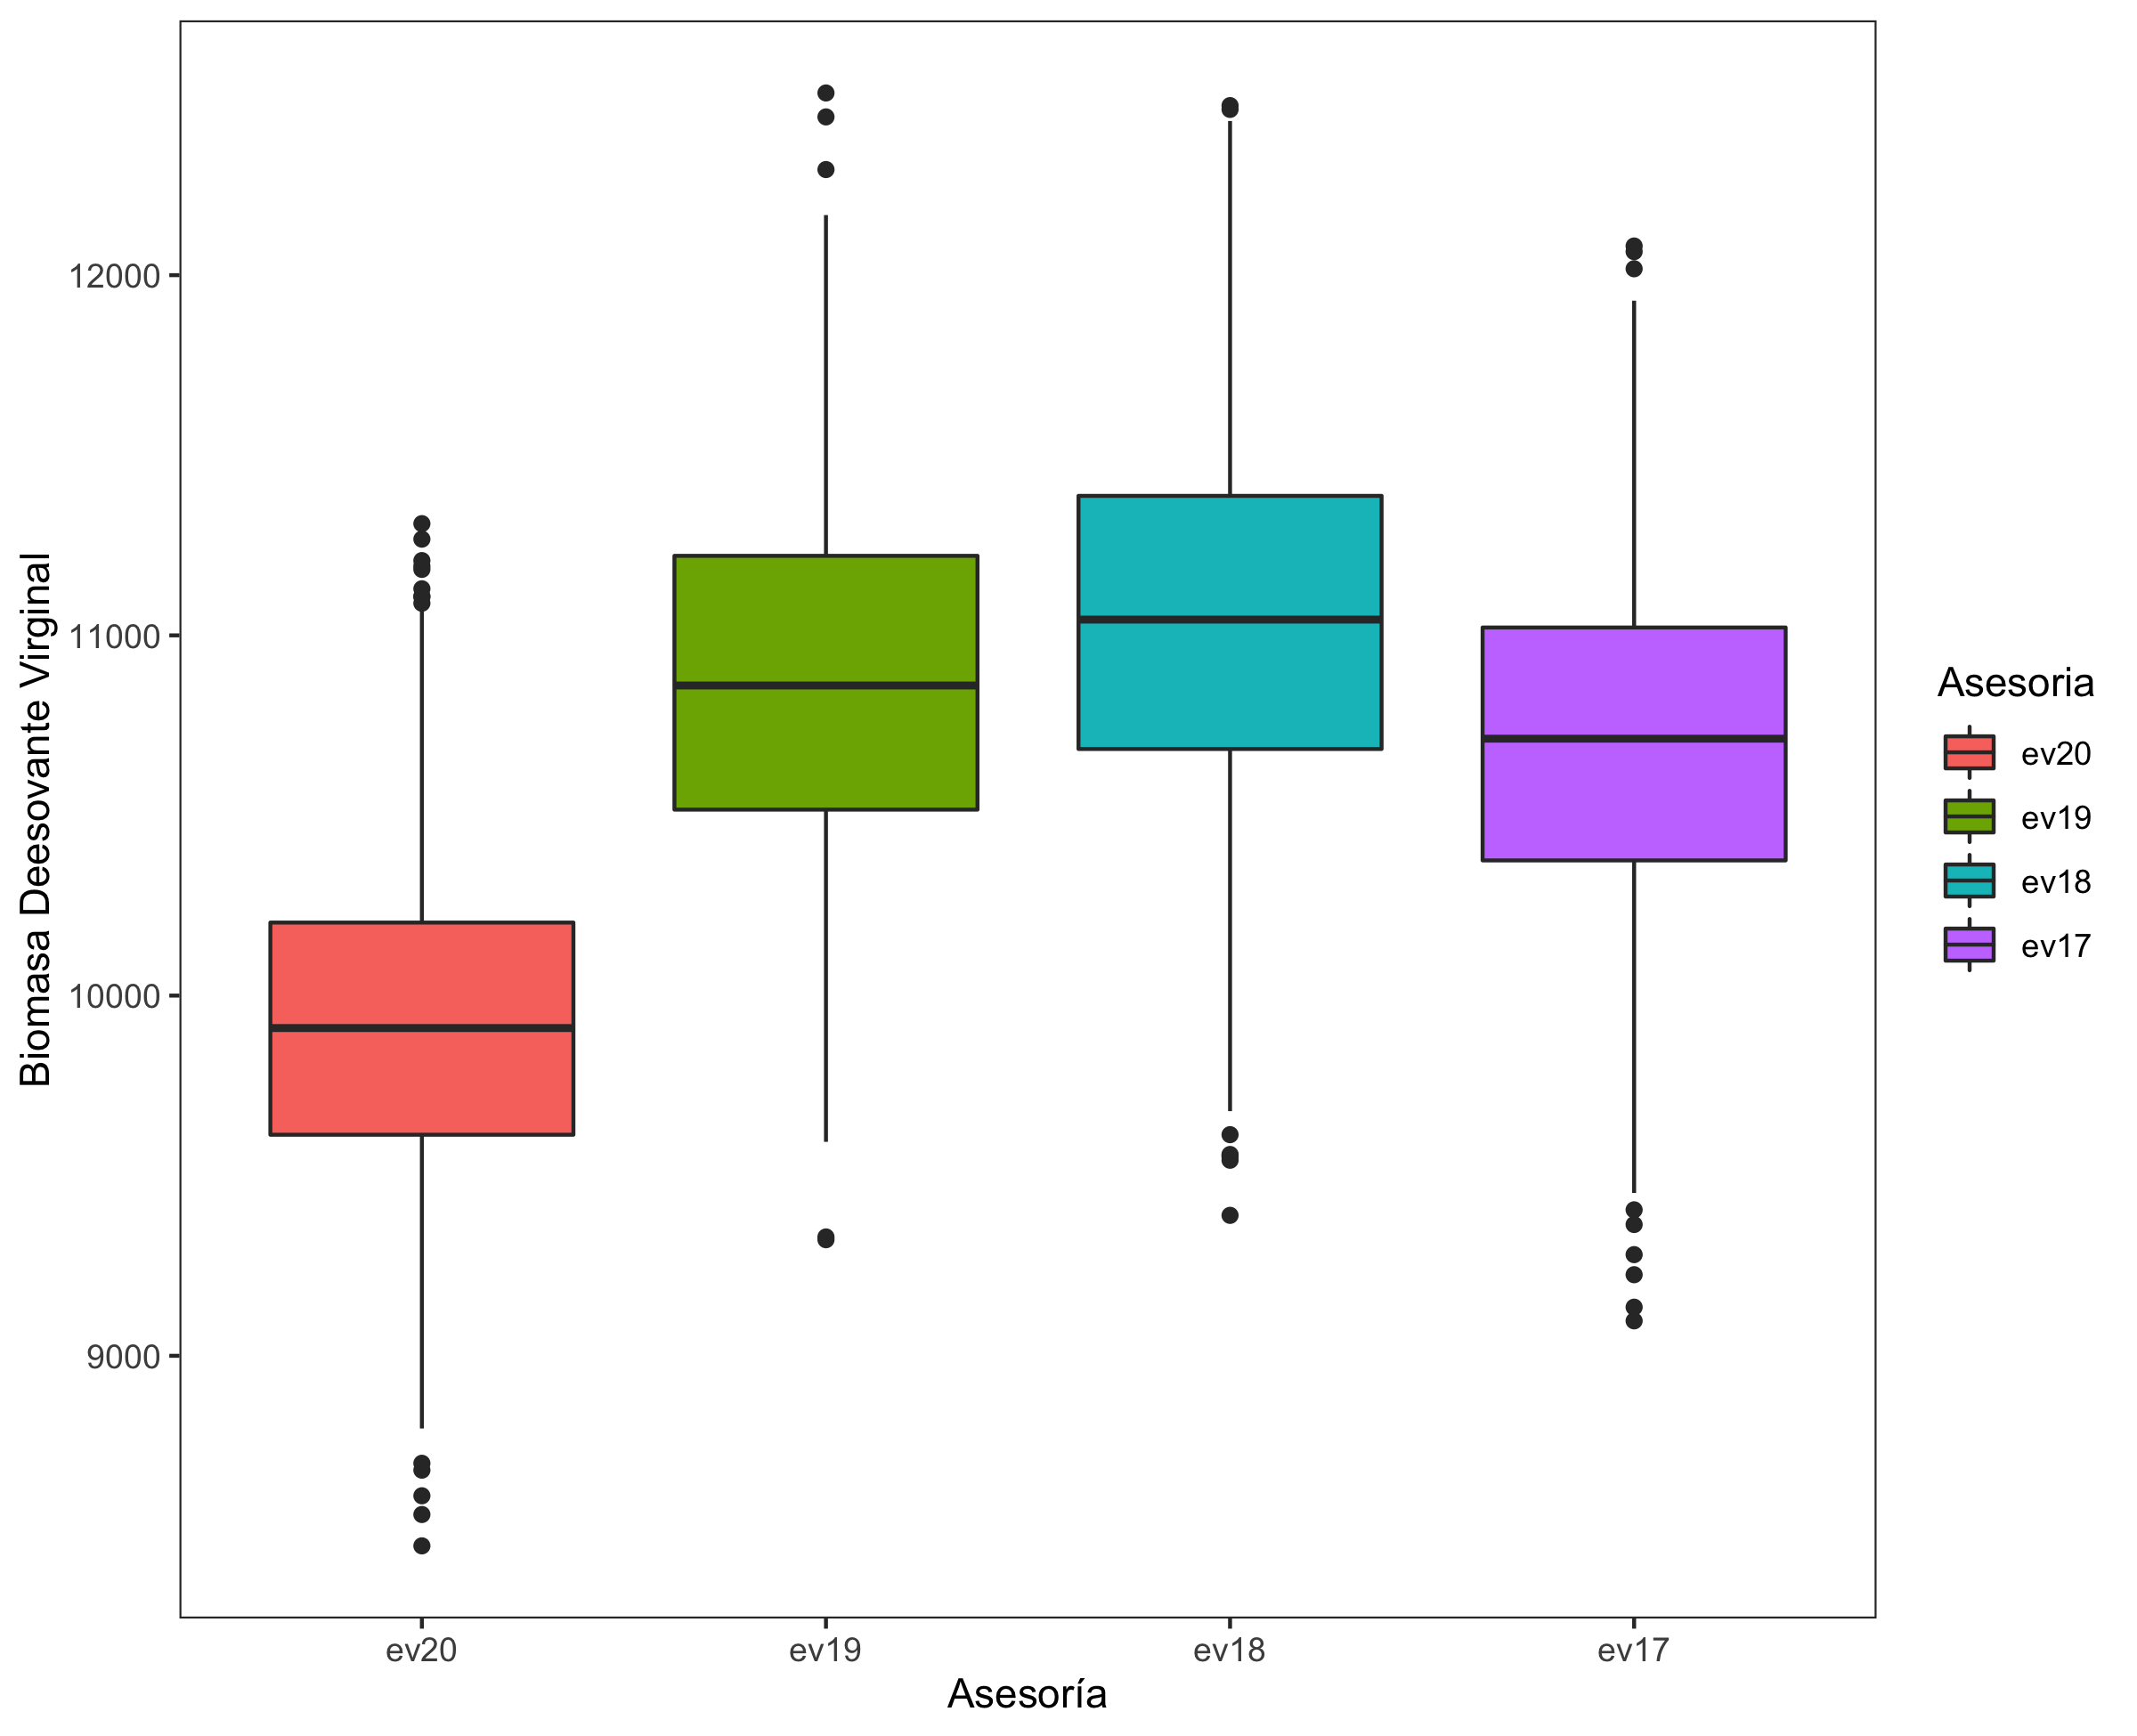 Biomasa Deesovante Virginal
12000
11000
10000
9000
ev20
ev19
ev18
ev17
Asesoría
Asesoria
ev20
ev19
ev18
ev17